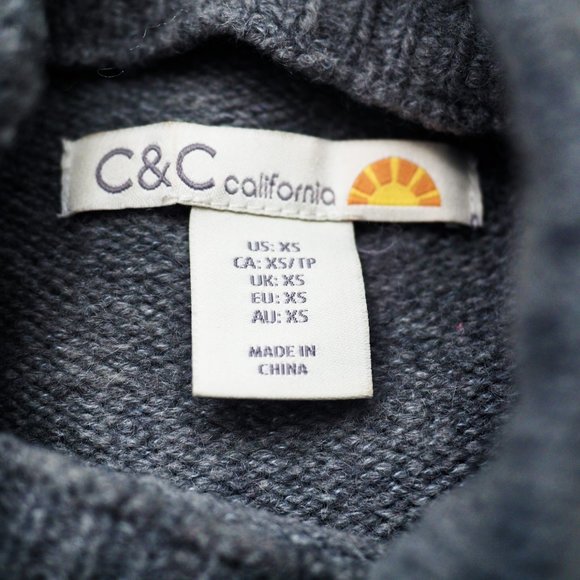 C&C california
US: XS
CA: XS/TP
UK: XS
EU: XS
AU: XS
MADE IN
CHINA